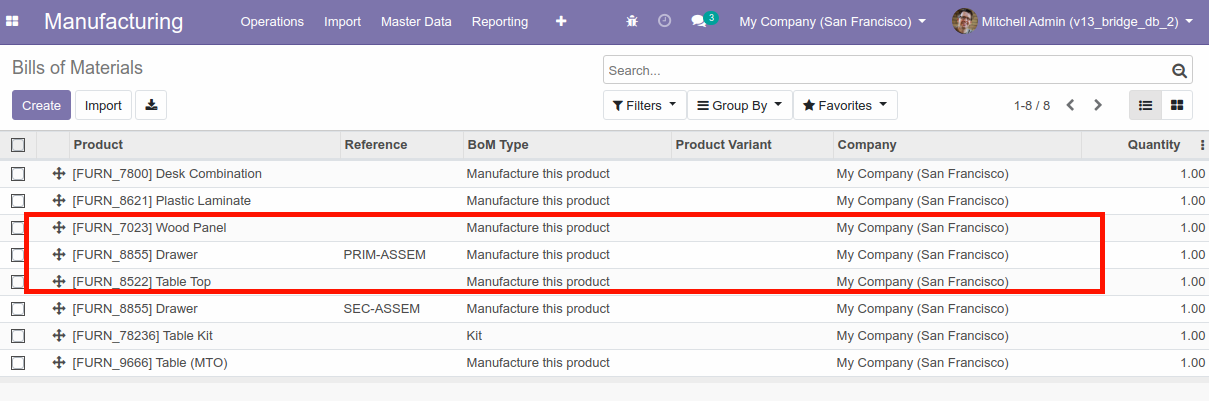 Manufacturing Operations Import Master Data Reporting 3 My Company (San Francisco) Mitchell Admin (v13_bridge_db_2)
Bills of Materials Search...
Create Import Filters Group By Favorites 1-8 / 8
Product Reference BoM Type Product Variant Company Quantity
[FURN_7800] Desk Combination Manufacture this product My Company (San Francisco) 1.00
[FURN_8621] Plastic Laminate Manufacture this product My Company (San Francisco) 1.00
[FURN_7023] Wood Panel Manufacture this product My Company (San Francisco) 1.00
[FURN_8855] Drawer PRIM-ASSEM Manufacture this product My Company (San Francisco) 1.00
[FURN_8522] Table Top Manufacture this product My Company (San Francisco) 1.00
[FURN_8855] Drawer SEC-ASSEM Manufacture this product My Company (San Francisco) 1.00
[FURN_78236] Table Kit Kit My Company (San Francisco) 1.00
[FURN_9666] Table (MTO) Manufacture this product My Company (San Francisco) 1.00